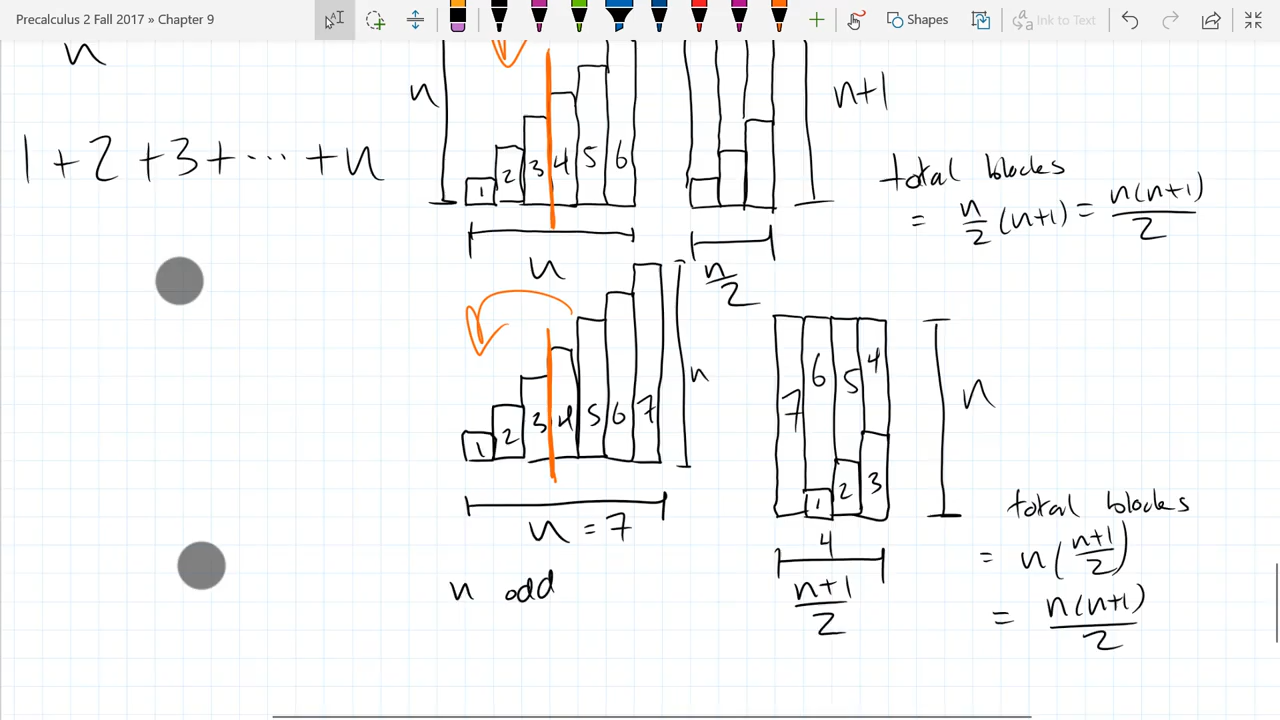 Precalculus 2 Fall 2017 » Chapter 9
Shapes
Ink to Text
n
1 + 2 + 3 + ··· + n
n
1 2 3 4 5 6
n
n/2
n+1
total blocks
= n/2 (n+1) = n(n+1)/2
1 2 3 4 5 6 7
n
n = 7
n odd
7 6 5 4
1 2 3
n
4
n+1/2
total blocks
= n(n+1/2)
= n(n+1)/2